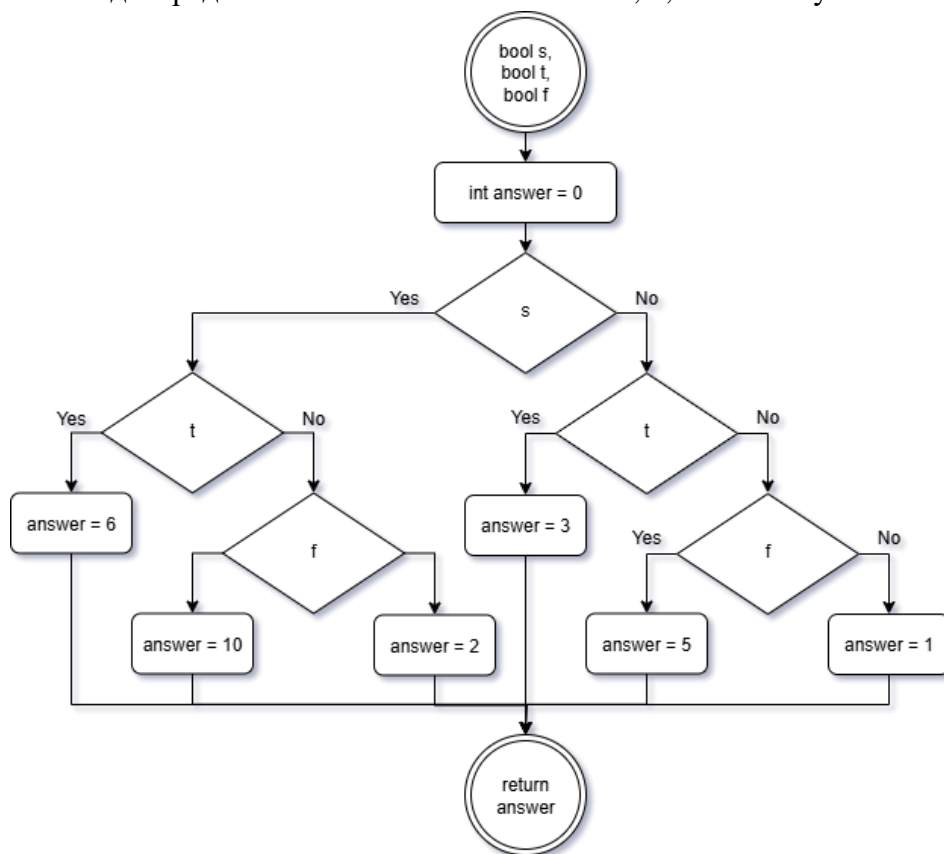 bool s,
bool t,
bool f
int answer = 0
Yes
s
No
Yes
t
No
Yes
t
No
answer = 6
f
answer = 3
Yes
f
No
answer = 10
answer = 2
answer = 5
answer = 1
return
answer